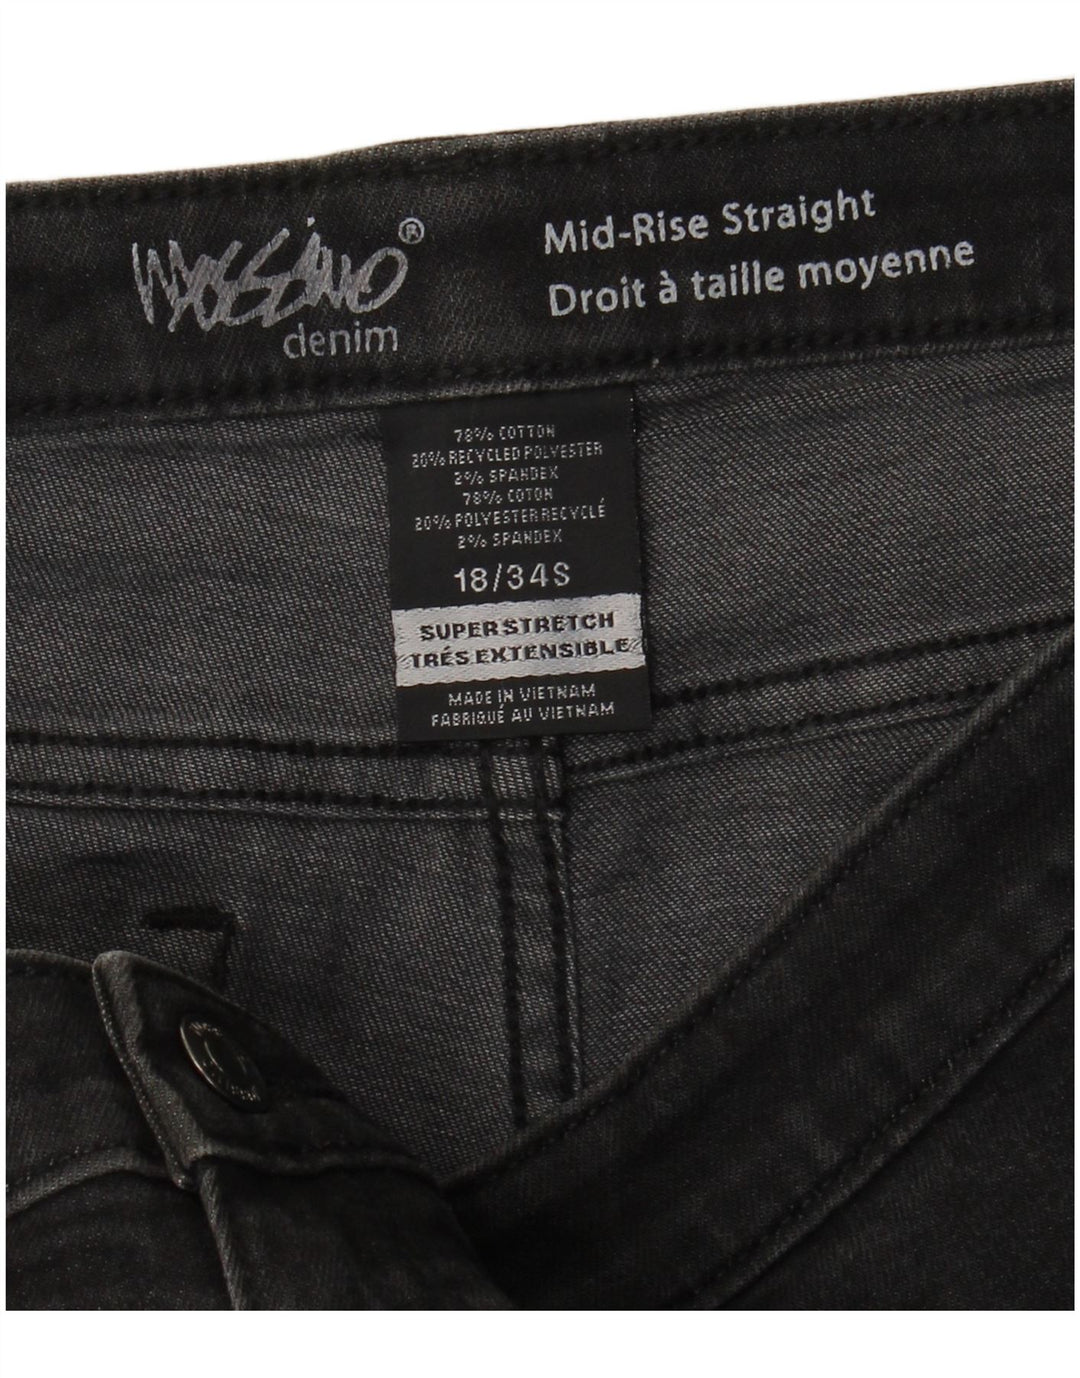 MOSSIMO®
denim
Mid-Rise Straight
Droit à taille moyenne
78% COTTON
20% RECYCLED POLYESTER
2% SPANDEX
78% COTON
20% POLYESTER RECYCLÉ
2% SPANDEX
18/34S
SUPER STRETCH
TRÉS EXTENSIBLE
MADE IN VIETNAM
FABRIQUÉ AU VIETNAM